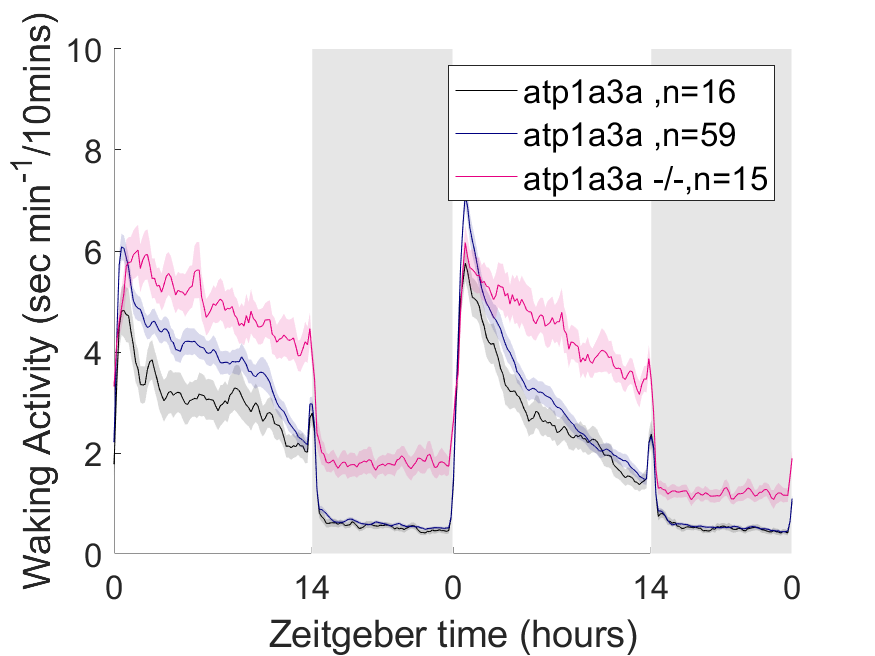 Waking Activity (sec min-1/10mins)
10
8
6
4
2
0
atp1a3a ,n=16
atp1a3a ,n=59
atp1a3a -/-,n=15
0 14 0 14 0
Zeitgeber time (hours)